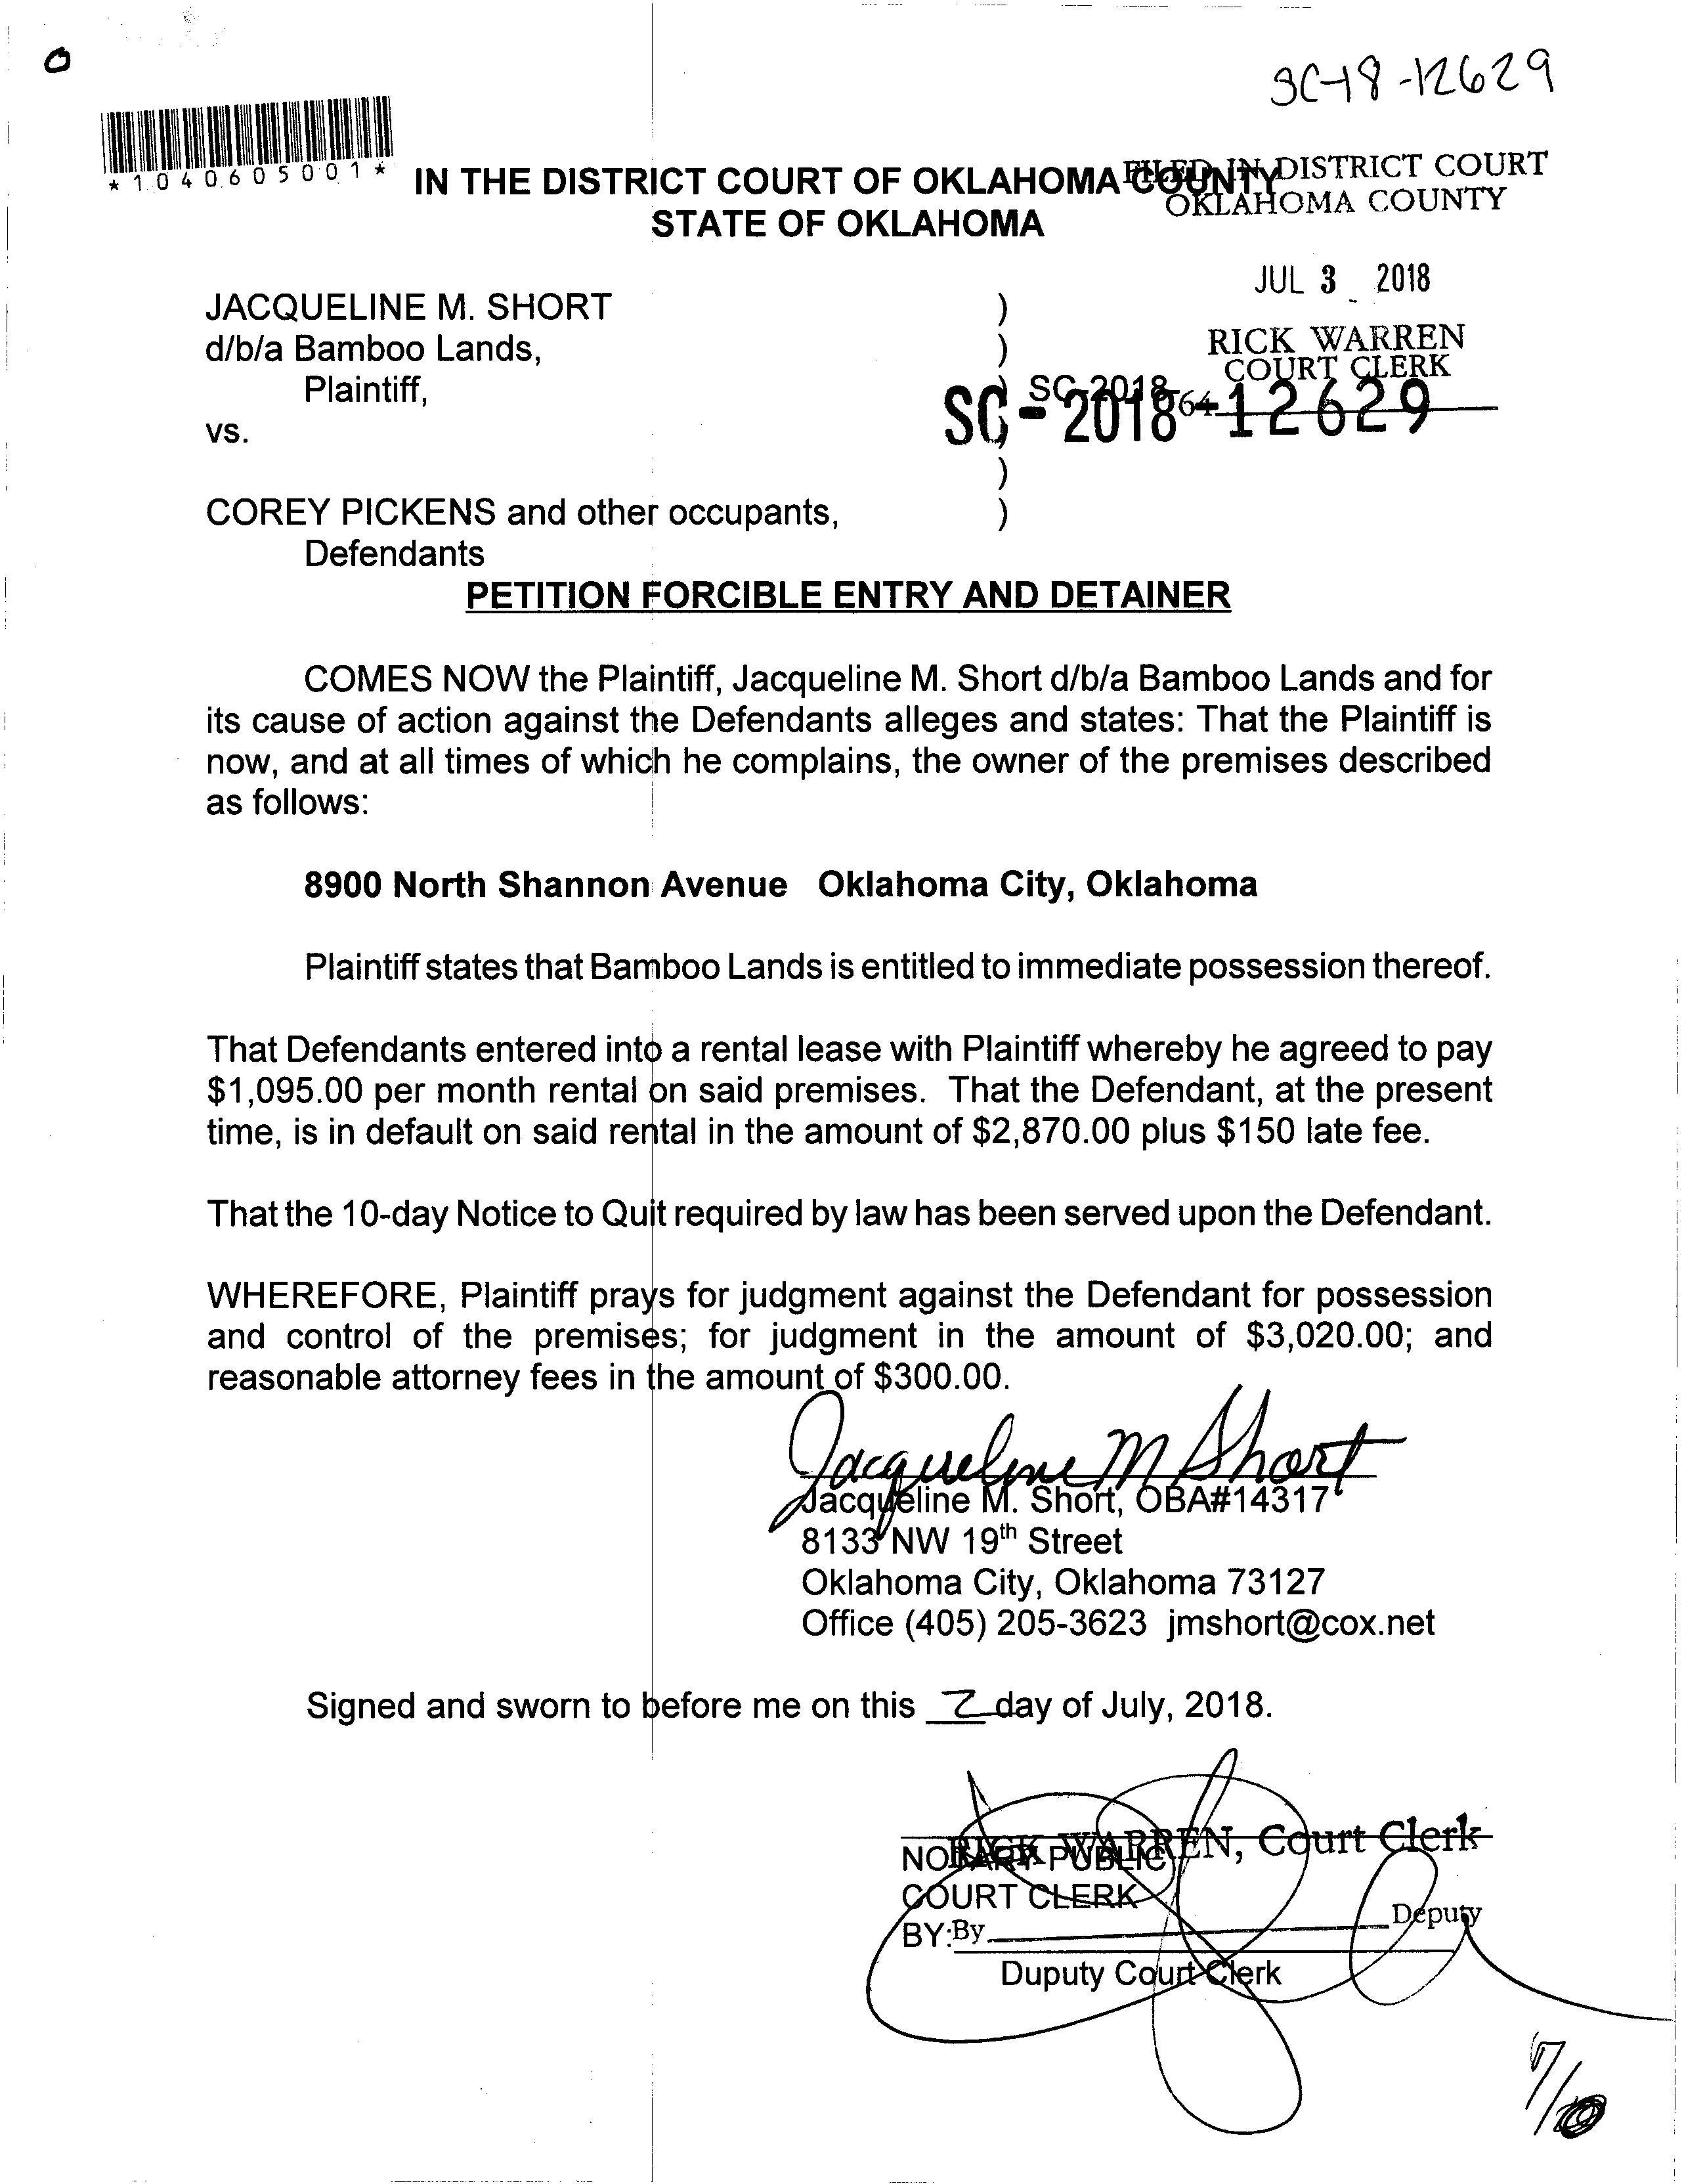 SC-18-12629
*1040605001*
IN THE DISTRICT COURT OF OKLAHOMA COUNTY
STATE OF OKLAHOMA
FILED IN DISTRICT COURT
OKLAHOMA COUNTY
JUL 3 2018
RICK WARREN
COURT CLERK
JACQUELINE M. SHORT )
d/b/a Bamboo Lands, )
Plaintiff, ) SC-2018-
64
SC-2018-12629
vs. )
)
COREY PICKENS and other occupants, )
Defendants
PETITION FORCIBLE ENTRY AND DETAINER
COMES NOW the Plaintiff, Jacqueline M. Short d/b/a Bamboo Lands and for
its cause of action against the Defendants alleges and states: That the Plaintiff is
now, and at all times of which he complains, the owner of the premises described
as follows:
8900 North Shannon Avenue Oklahoma City, Oklahoma
Plaintiff states that Bamboo Lands is entitled to immediate possession thereof.
That Defendants entered into a rental lease with Plaintiff whereby he agreed to pay
$1,095.00 per month rental on said premises. That the Defendant, at the present
time, is in default on said rental in the amount of $2,870.00 plus $150 late fee.
That the 10-day Notice to Quit required by law has been served upon the Defendant.
WHEREFORE, Plaintiff prays for judgment against the Defendant for possession
and control of the premises; for judgment in the amount of $3,020.00; and
reasonable attorney fees in the amount of $300.00.
Jacqueline M Short
Jacqueline M. Short, OBA#14317
8133 NW 19th Street
Oklahoma City, Oklahoma 73127
Office (405) 205-3623 jmshort@cox.net
Signed and sworn to before me on this 2 day of July, 2018.
RICK WARREN, Court Clerk
NOTARY PUBLIC
COURT CLERK
BY: By Deputy
Duputy Court Clerk